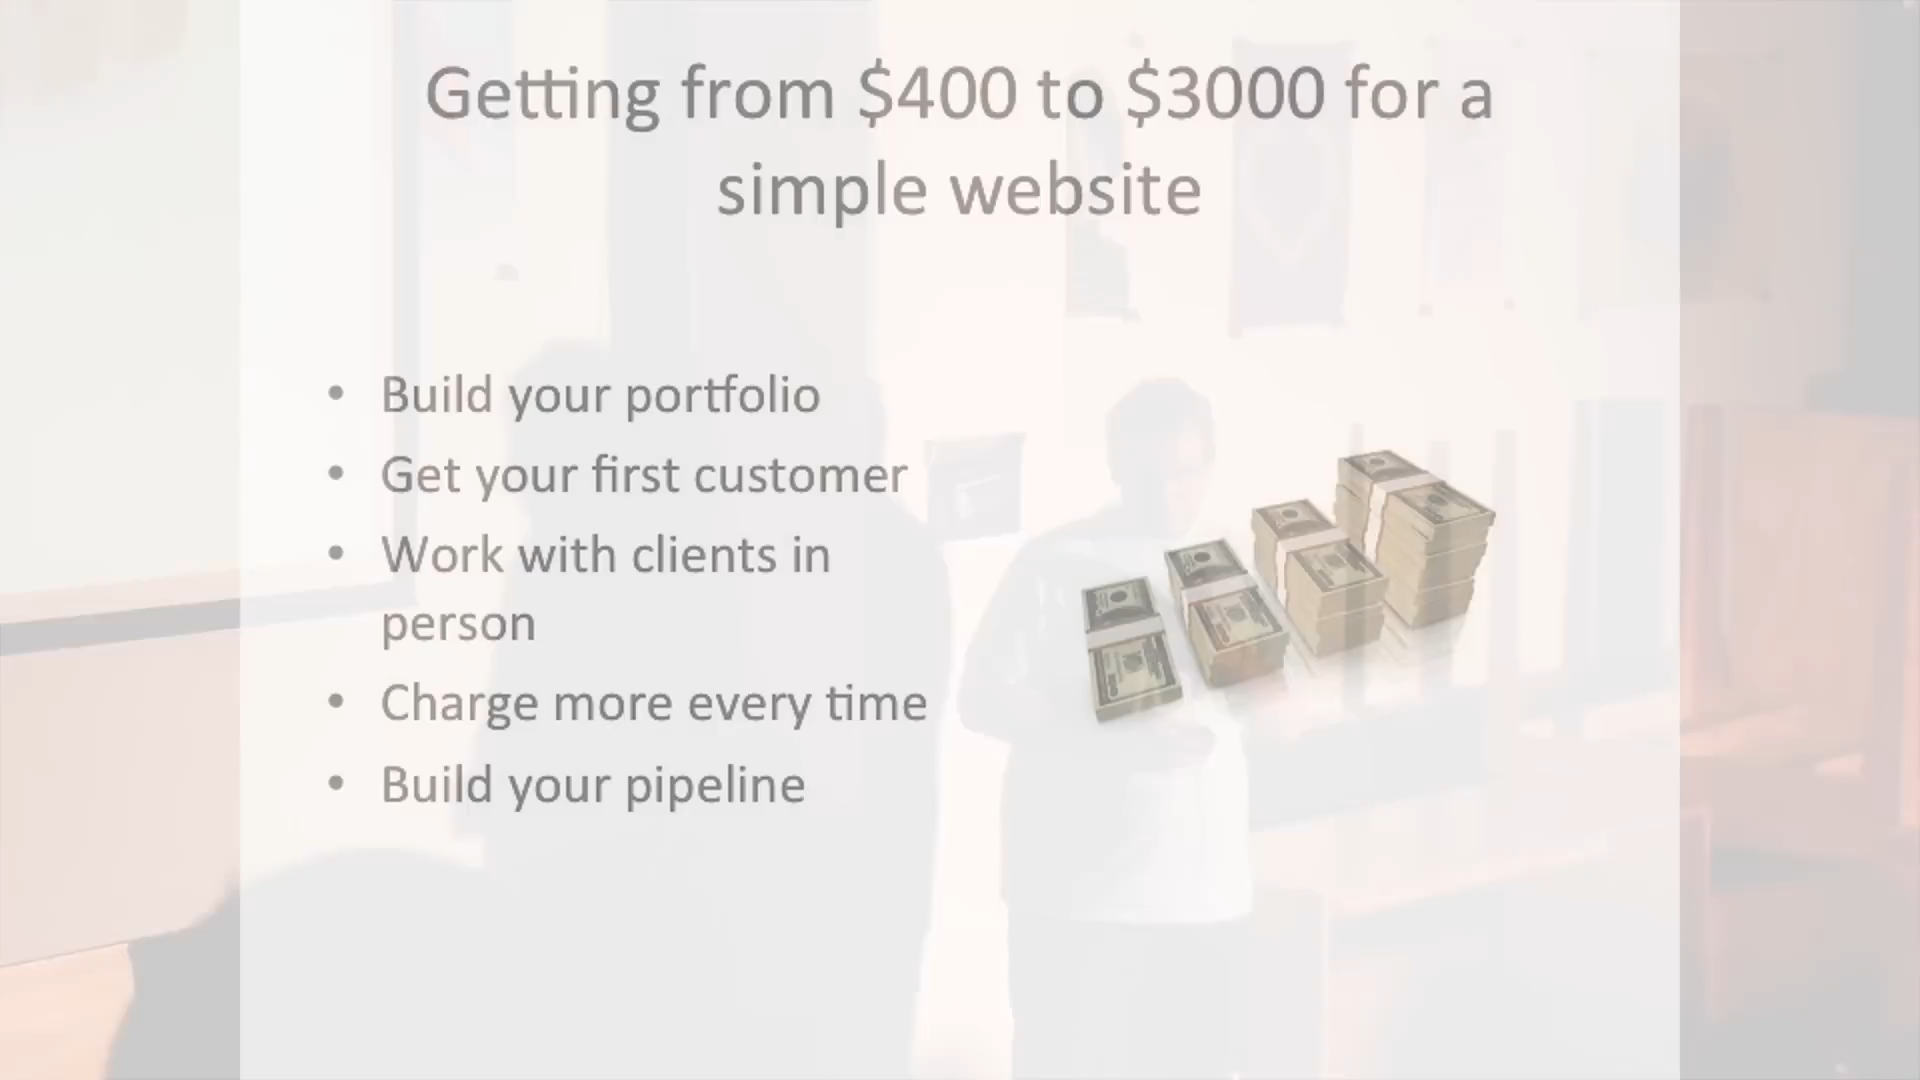 Getting from $400 to $3000 for a
simple website
• Build your portfolio
• Get your first customer
• Work with clients in
person
• Charge more every time
• Build your pipeline